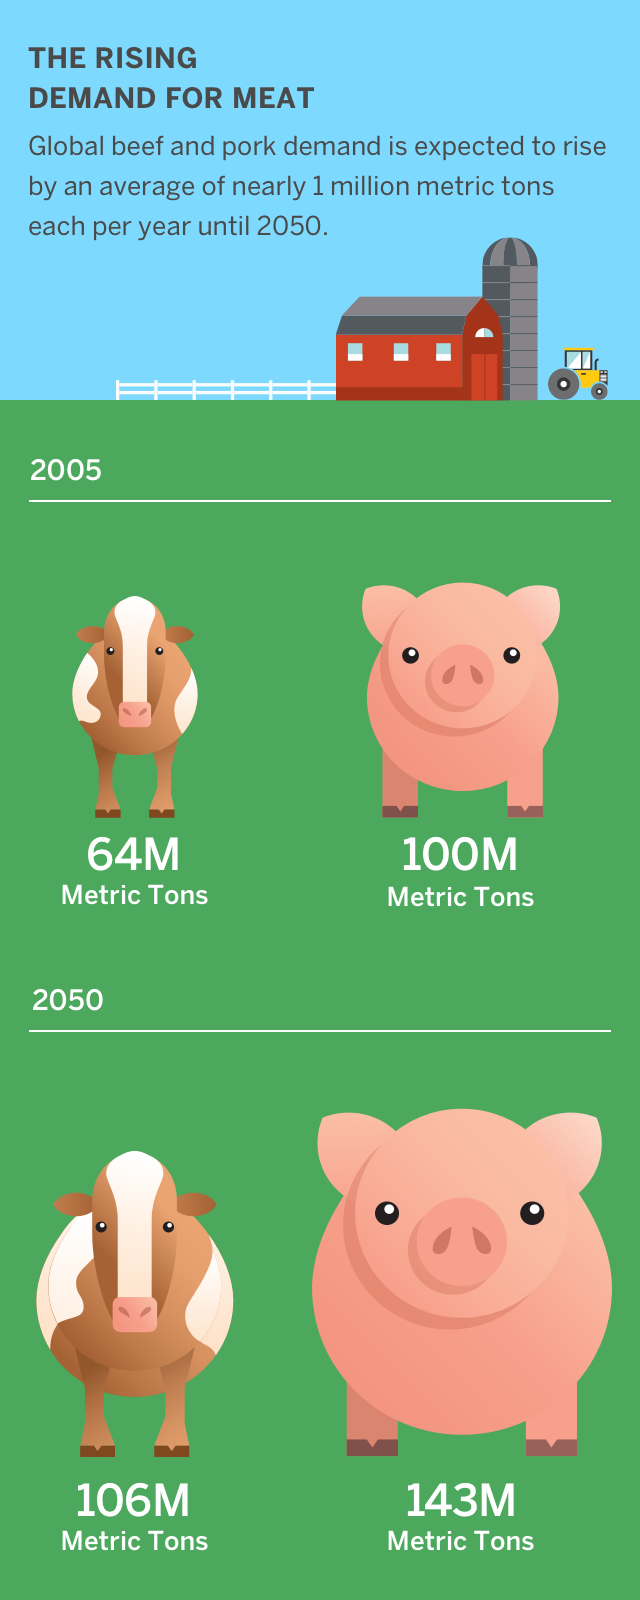 THE RISING
DEMAND FOR MEAT
Global beef and pork demand is expected to rise
by an average of nearly 1 million metric tons
each per year until 2050.
2005
64M
Metric Tons
100M
Metric Tons
2050
106M
Metric Tons
143M
Metric Tons